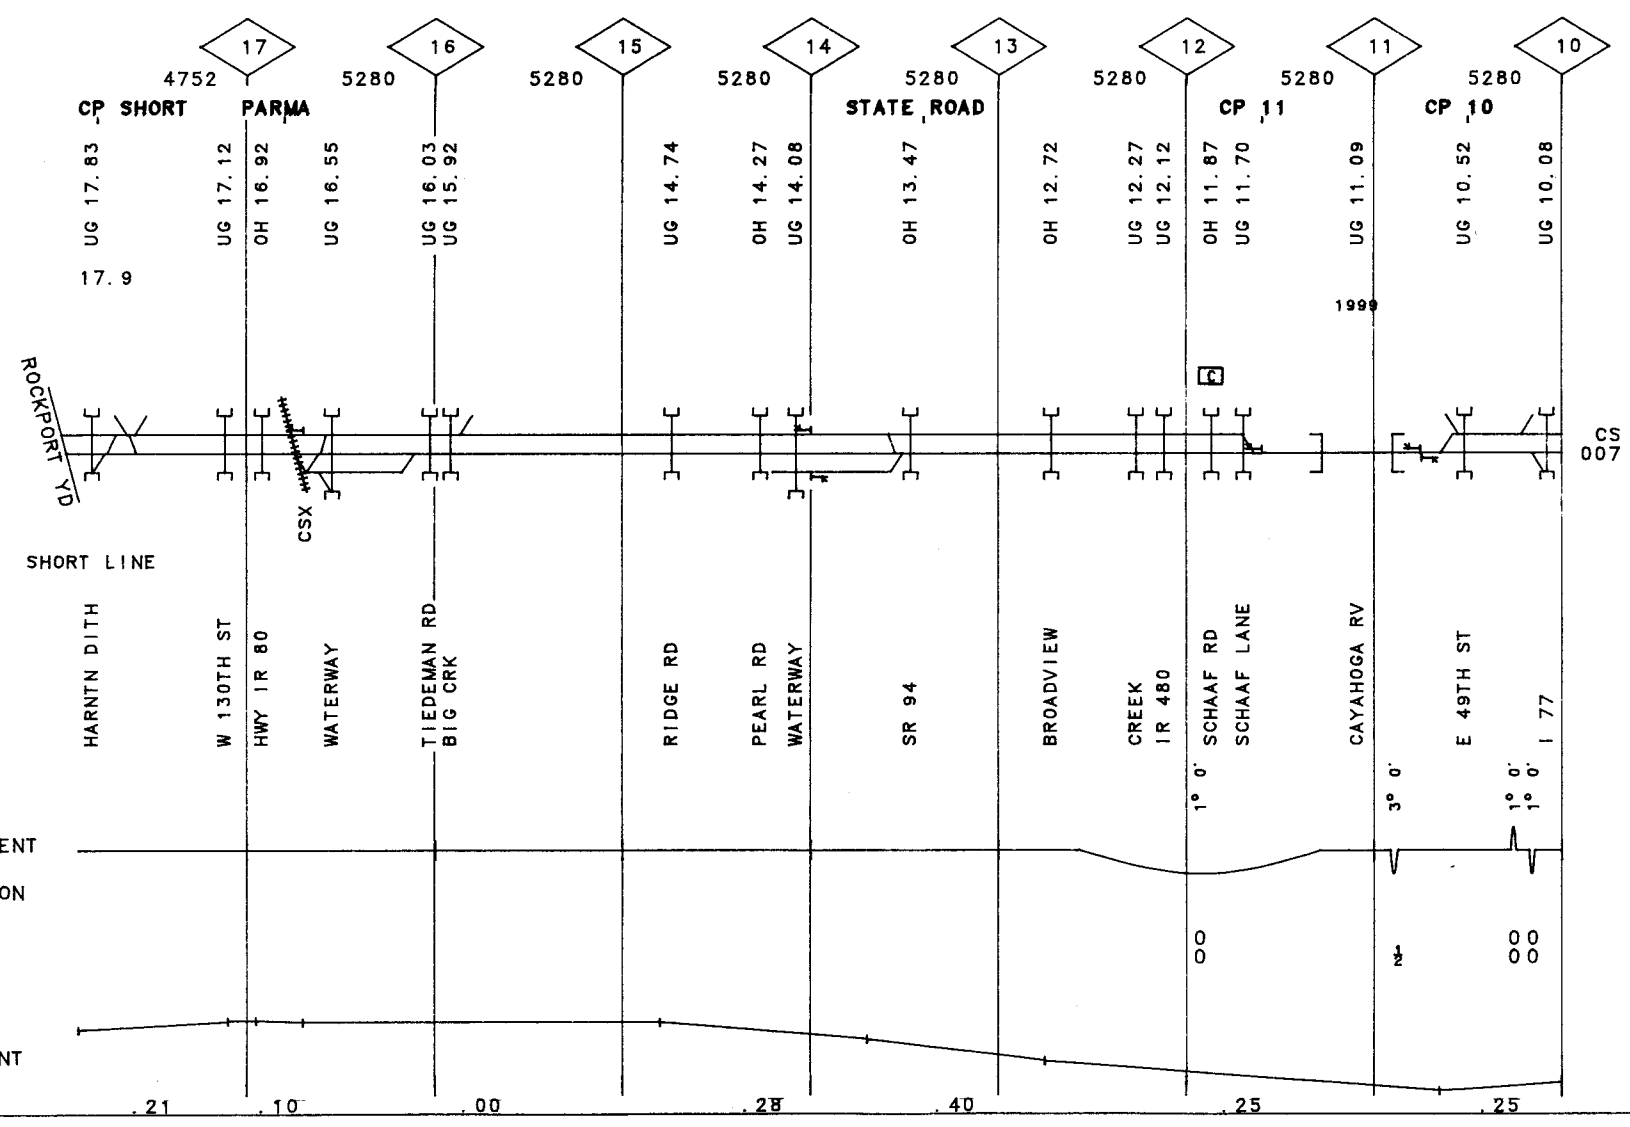 17 16 15 14 13 12 11 10
4752 5280 5280 5280 5280 5280 5280 5280
CP SHORT PARMA STATE ROAD CP 11 CP 10
UG 17.83
UG 17.12
OH 16.92
UG 16.55
UG 16.03
UG 15.92
UG 14.74
OH 14.27
UG 14.08
OH 13.47
OH 12.72
UG 12.27
UG 12.12
OH 11.87
UG 11.70
UG 11.09
UG 10.52
UG 10.08
17.9
1999
C
ROCKPORT YD
CSX
CS
007
SHORT LINE
HARNTN DITH
W 130TH ST
HWY IR 80
WATERWAY
TIEDEMAN RD
BIG CRK
RIDGE RD
PEARL RD
WATERWAY
SR 94
BROADVIEW
CREEK
IR 480
SCHAAF RD
SCHAAF LANE
CAYAHOGA RV
E 49TH ST
I 77
1° 0'
3° 0'
1° 0'
1° 0'
ENT
ON
0 0 0
0 ½ 0 0
NT
.21 .10 .00 .28 .40 .25 .25